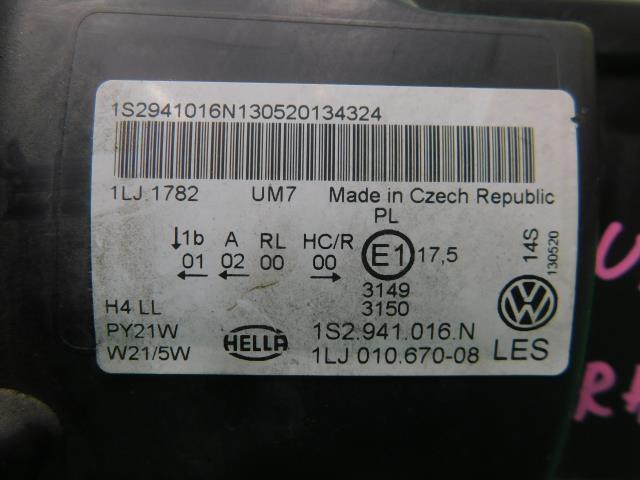 1S2941016N130520134324
1LJ 1782 UM7 Made in Czech Republic
PL
↓1b A RL HC/R E1 17,5
01 02 00 00
← ← →
3149
3150
H4 LL
PY21W
W21/5W
HELLA
1S2.941.016.N
1LJ 010.670-08
14S
130520
VW
LES